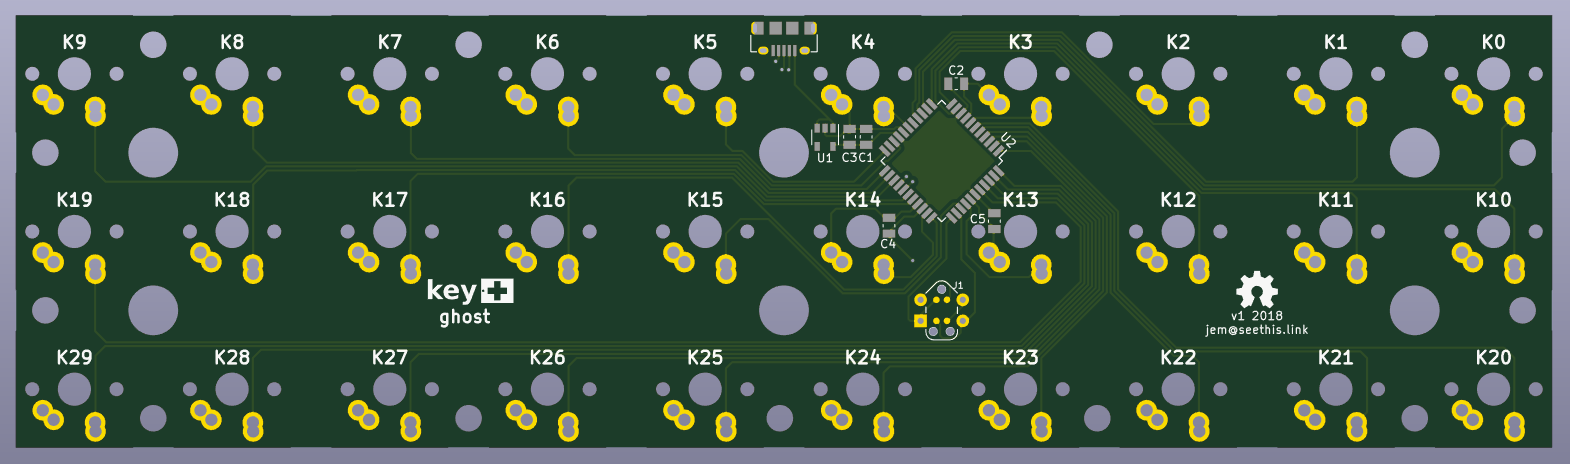 K9 K8 K7 K6 K5 K4 K3 K2 K1 K0
C2
U2
U1 C3 C1
K19 K18 K17 K16 K15 K14 K13 K12 K11 K10
C5
C4
key
ghost
J1
v1 2018
jem@seethis.link
K29 K28 K27 K26 K25 K24 K23 K22 K21 K20